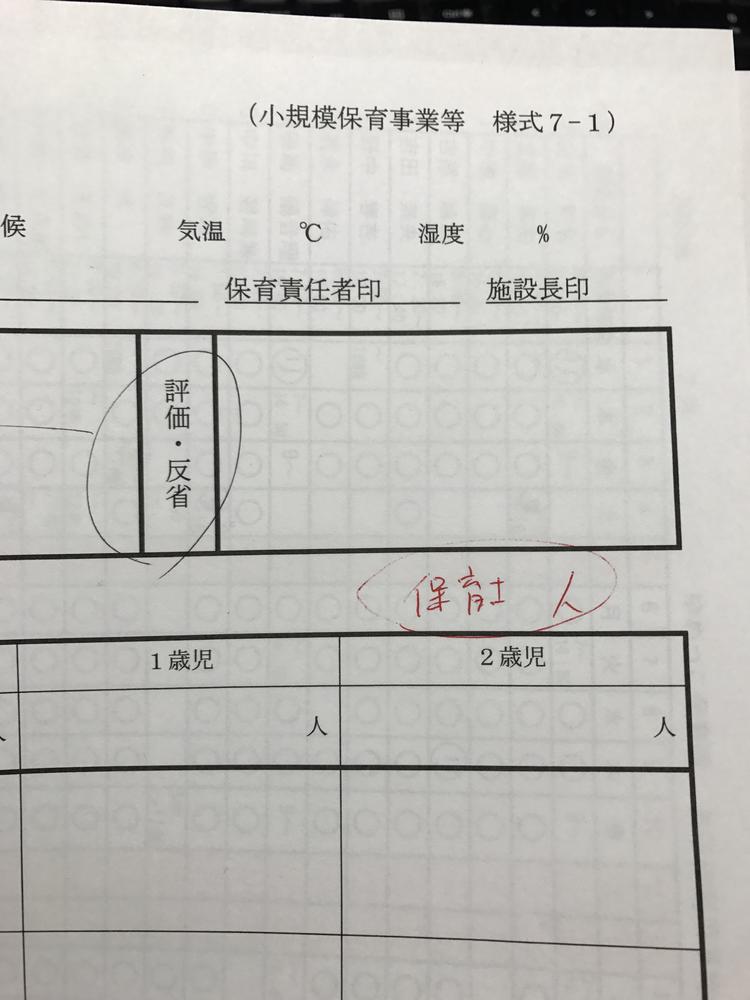 (小規模保育事業等　様式7-1)
候　気温　℃　湿度　％
保育責任者印　施設長印
評価・反省
保育士　人
1歳児　2歳児
人　人　人